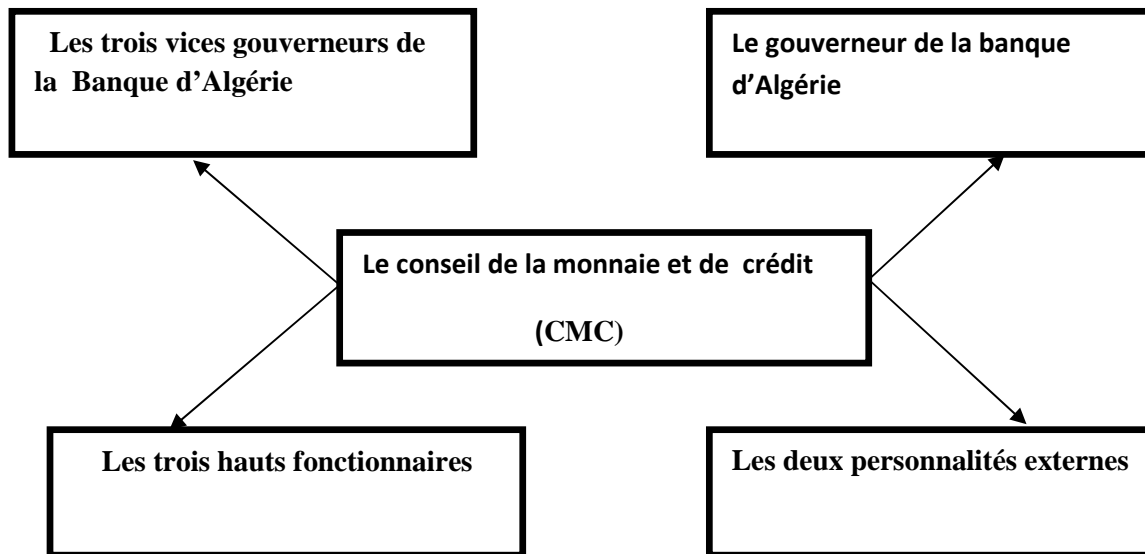 Les trois vices gouverneurs de
la Banque d’Algérie
Le gouverneur de la banque
d’Algérie
Le conseil de la monnaie et de crédit
(CMC)
Les trois hauts fonctionnaires
Les deux personnalités externes